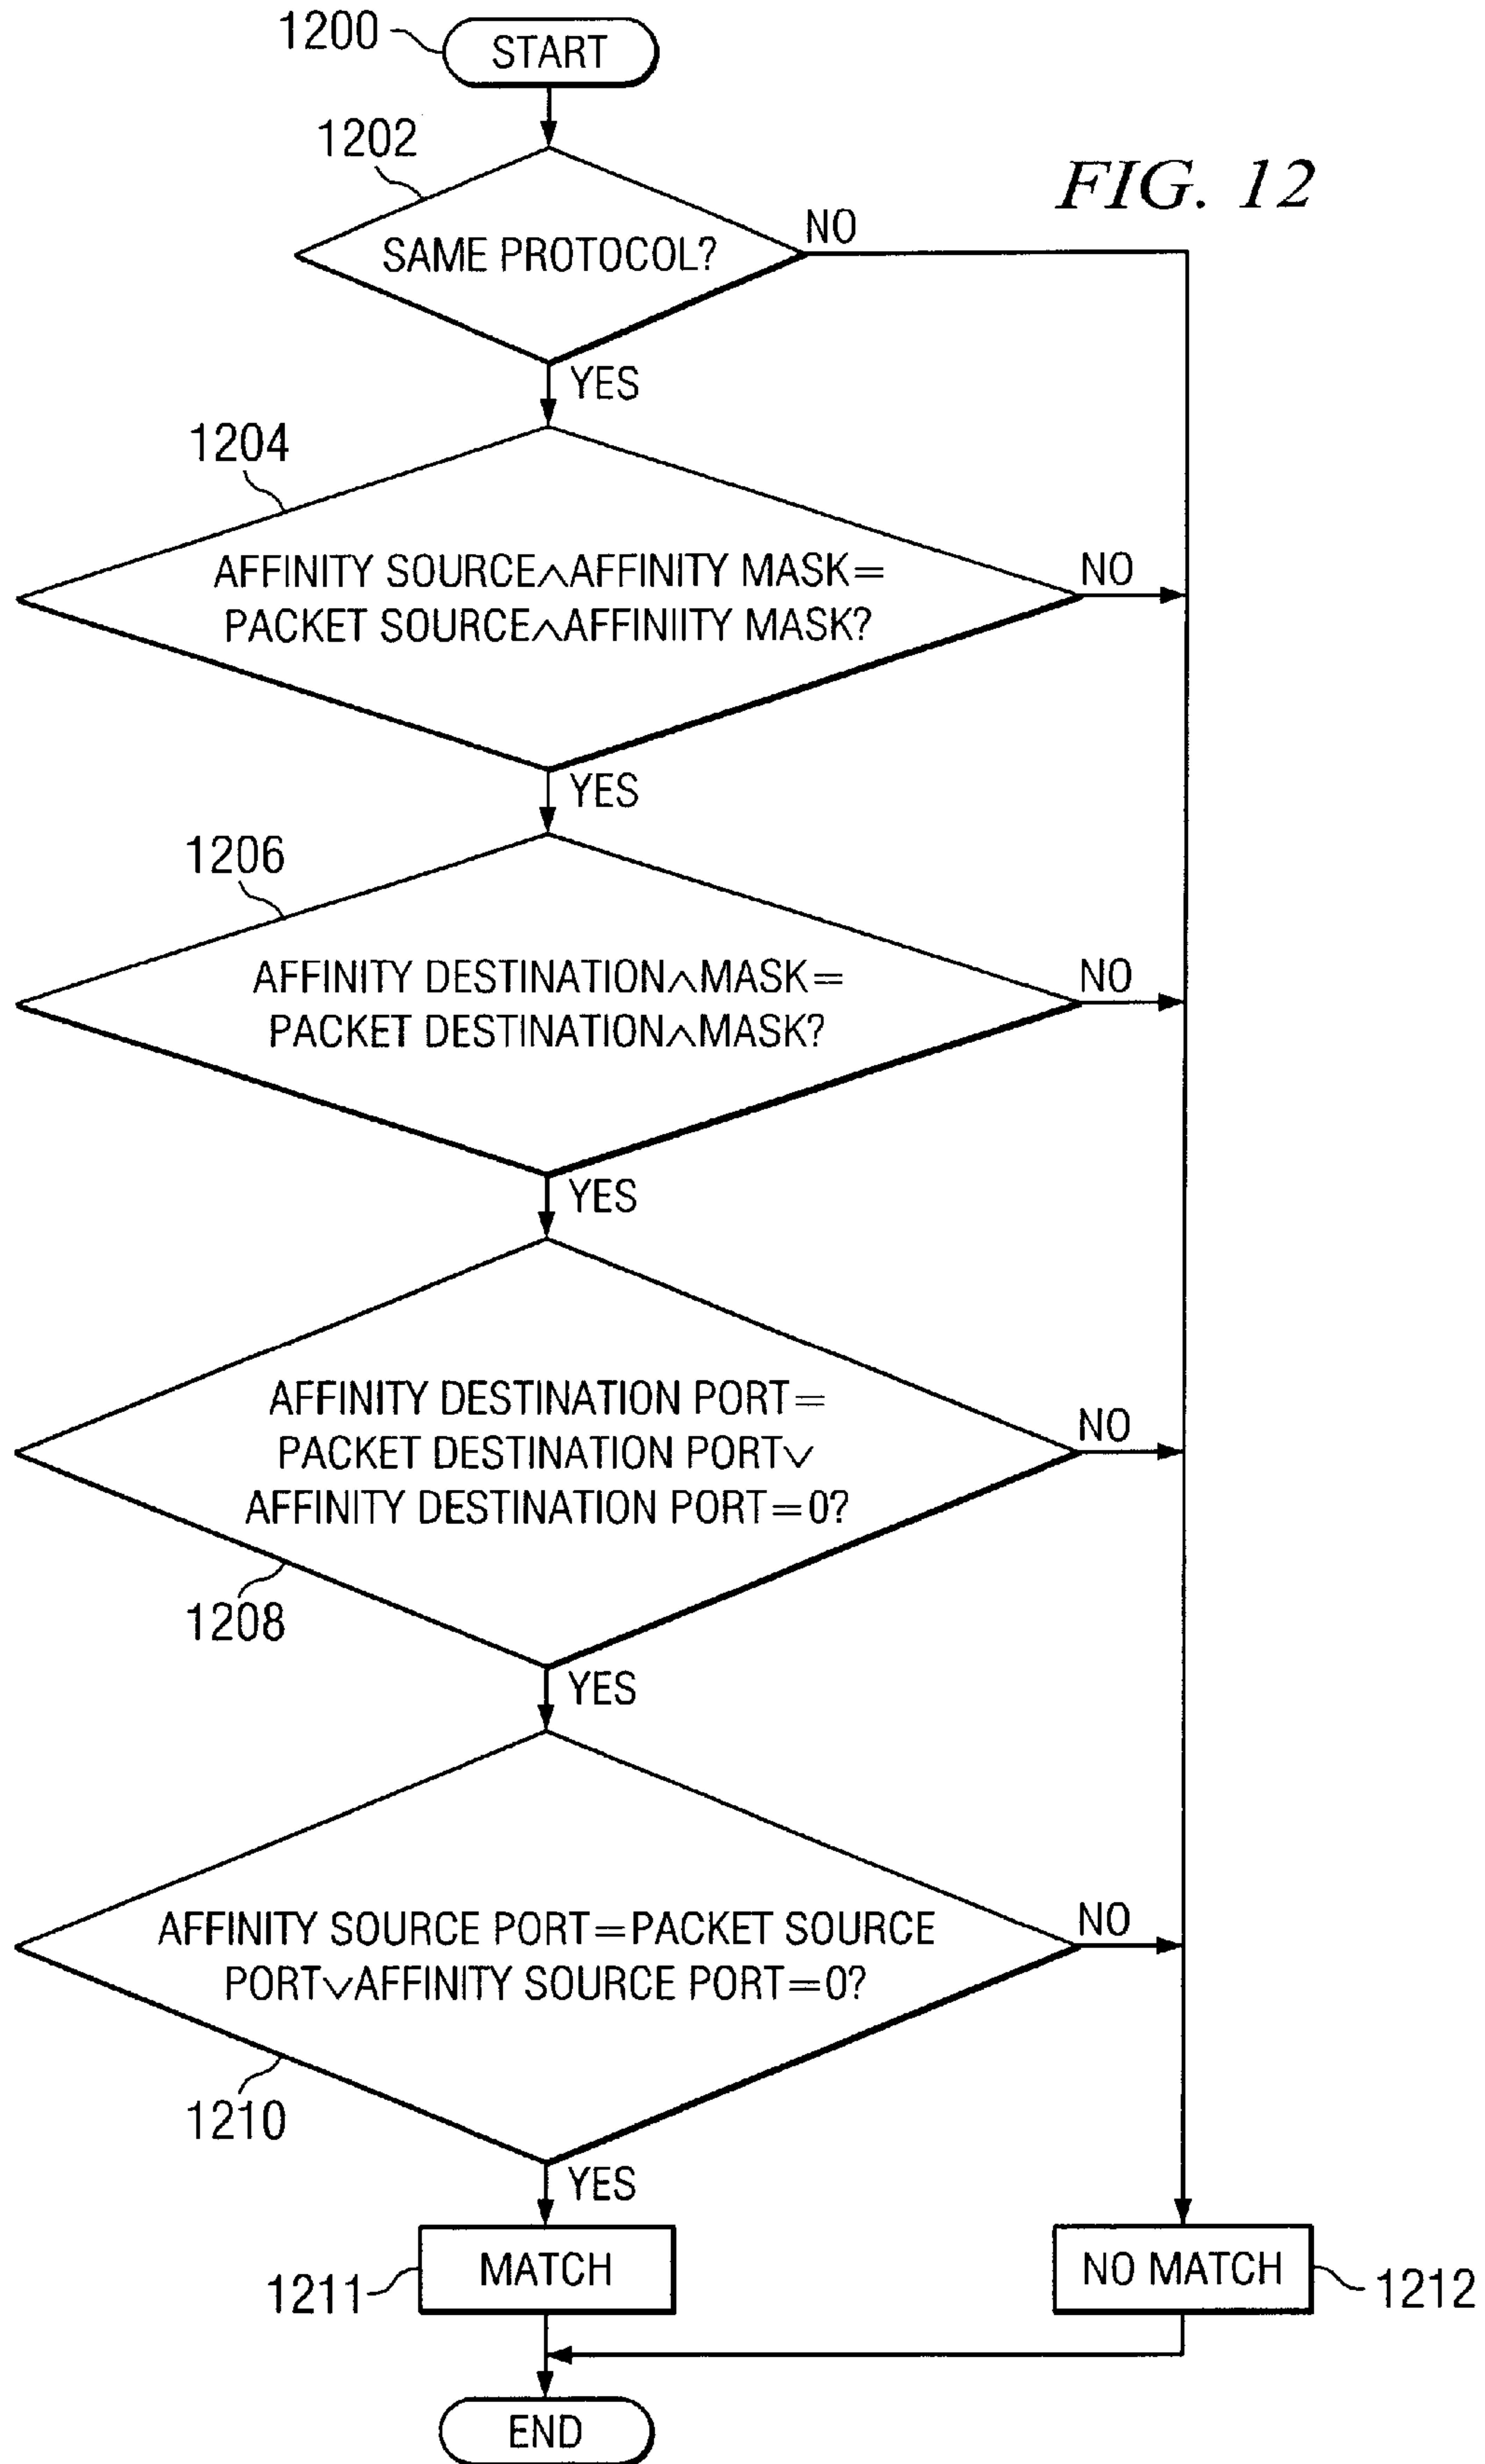 1200
START
1202
FIG. 12
SAME PROTOCOL?
NO
YES
1204
AFFINITY SOURCE∧AFFINITY MASK=
PACKET SOURCE∧AFFINIITY MASK?
NO
YES
1206
AFFINITY DESTINATION∧MASK=
PACKET DESTINATION∧MASK?
NO
YES
AFFINITY DESTINATION PORT=
PACKET DESTINATION PORT∨
AFFINITY DESTINATION PORT=0?
NO
1208
YES
AFFINITY SOURCE PORT=PACKET SOURCE
PORT∨AFFINITY SOURCE PORT=0?
NO
1210
YES
MATCH
1211
NO MATCH
1212
END